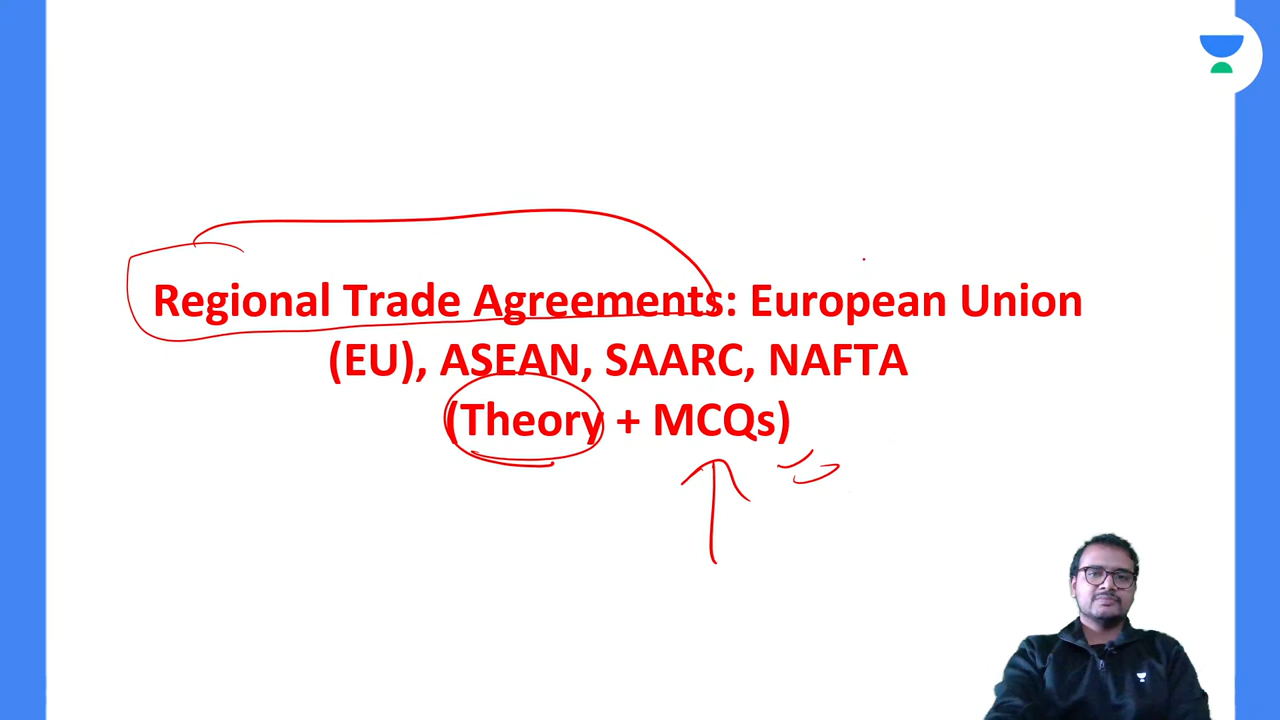 Regional Trade Agreements: European Union
(EU), ASEAN, SAARC, NAFTA
(Theory + MCQs)